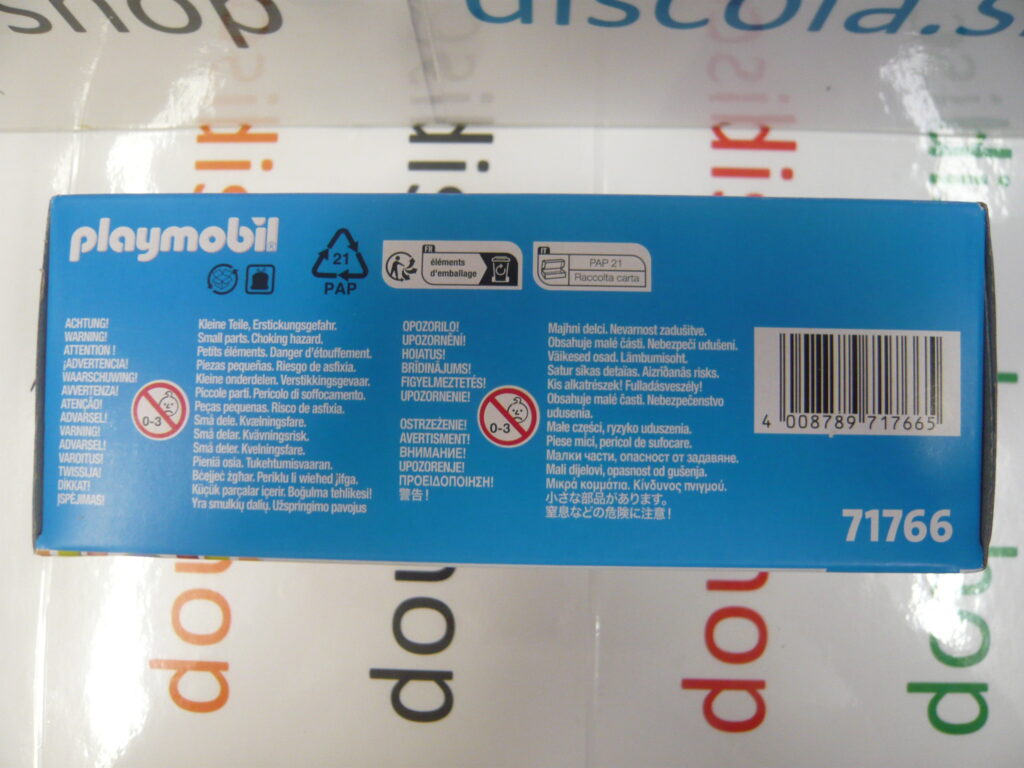 shop
discola.s
playmobil
21
PAP
FR
éléments
d'emballage
IT
PAP 21
Raccolta carta
ACHTUNG!
WARNING!
ATTENTION !
¡ADVERTENCIA!
WAARSCHUWING!
AVVERTENZA!
ATENÇÃO!
ADVARSEL!
VARNING!
ADVARSEL!
VAROITUS!
TWISSIJA!
DİKKAT!
ĮSPĖJIMAS!
0-3
Kleine Teile, Erstickungsgefahr.
Small parts. Choking hazard.
Petits éléments. Danger d'étouffement.
Piezas pequeñas. Riesgo de asfixia.
Kleine onderdelen. Verstikkingsgevaar.
Piccole parti. Pericolo di soffocamento.
Peças pequenas. Risco de asfixia.
Små dele. Kvælningsfare.
Små delar. Kvävningsrisk.
Små deler. Kvelningsfare.
Pieniä osia. Tukehtumisvaaran.
Bċejjeċ żgħar. Periklu li wieħed jifga.
Küçük parçalar içerir. Boğulma tehlikesi!
Yra smulkių dalių. Užspringimo pavojus
OPOZORILO!
UPOZORNĚNÍ!
HOIATUS!
BRĪDINĀJUMS!
FIGYELMEZTETÉS!
UPOZORNENIE!
OSTRZEŻENIE!
AVERTISMENT!
ВНИМАНИЕ!
UPOZORENJE!
ΠΡΟΕΙΔΟΠΟΙΗΣΗ!
警告！
0-3
Majhni delci. Nevarnost zadušitve.
Obsahuje malé části. Nebezpečí udušení.
Väikesed osad. Lämbumisoht.
Satur sīkas detaļas. Aizrīšanās risks.
Kis alkatrészek! Fulladásveszély!
Obsahuje malé časti. Nebezpečenstvo
udusenia.
Małe części, ryzyko uduszenia.
Piese mici, pericol de sufocare.
Малки части, опасност от задавяне.
Mali dijelovi, opasnost od gušenja.
Μικρά κομμάτια. Κίνδυνος πνιγμού.
小さな部品があります。
窒息などの危険に注意！
4 008789 717665
71766